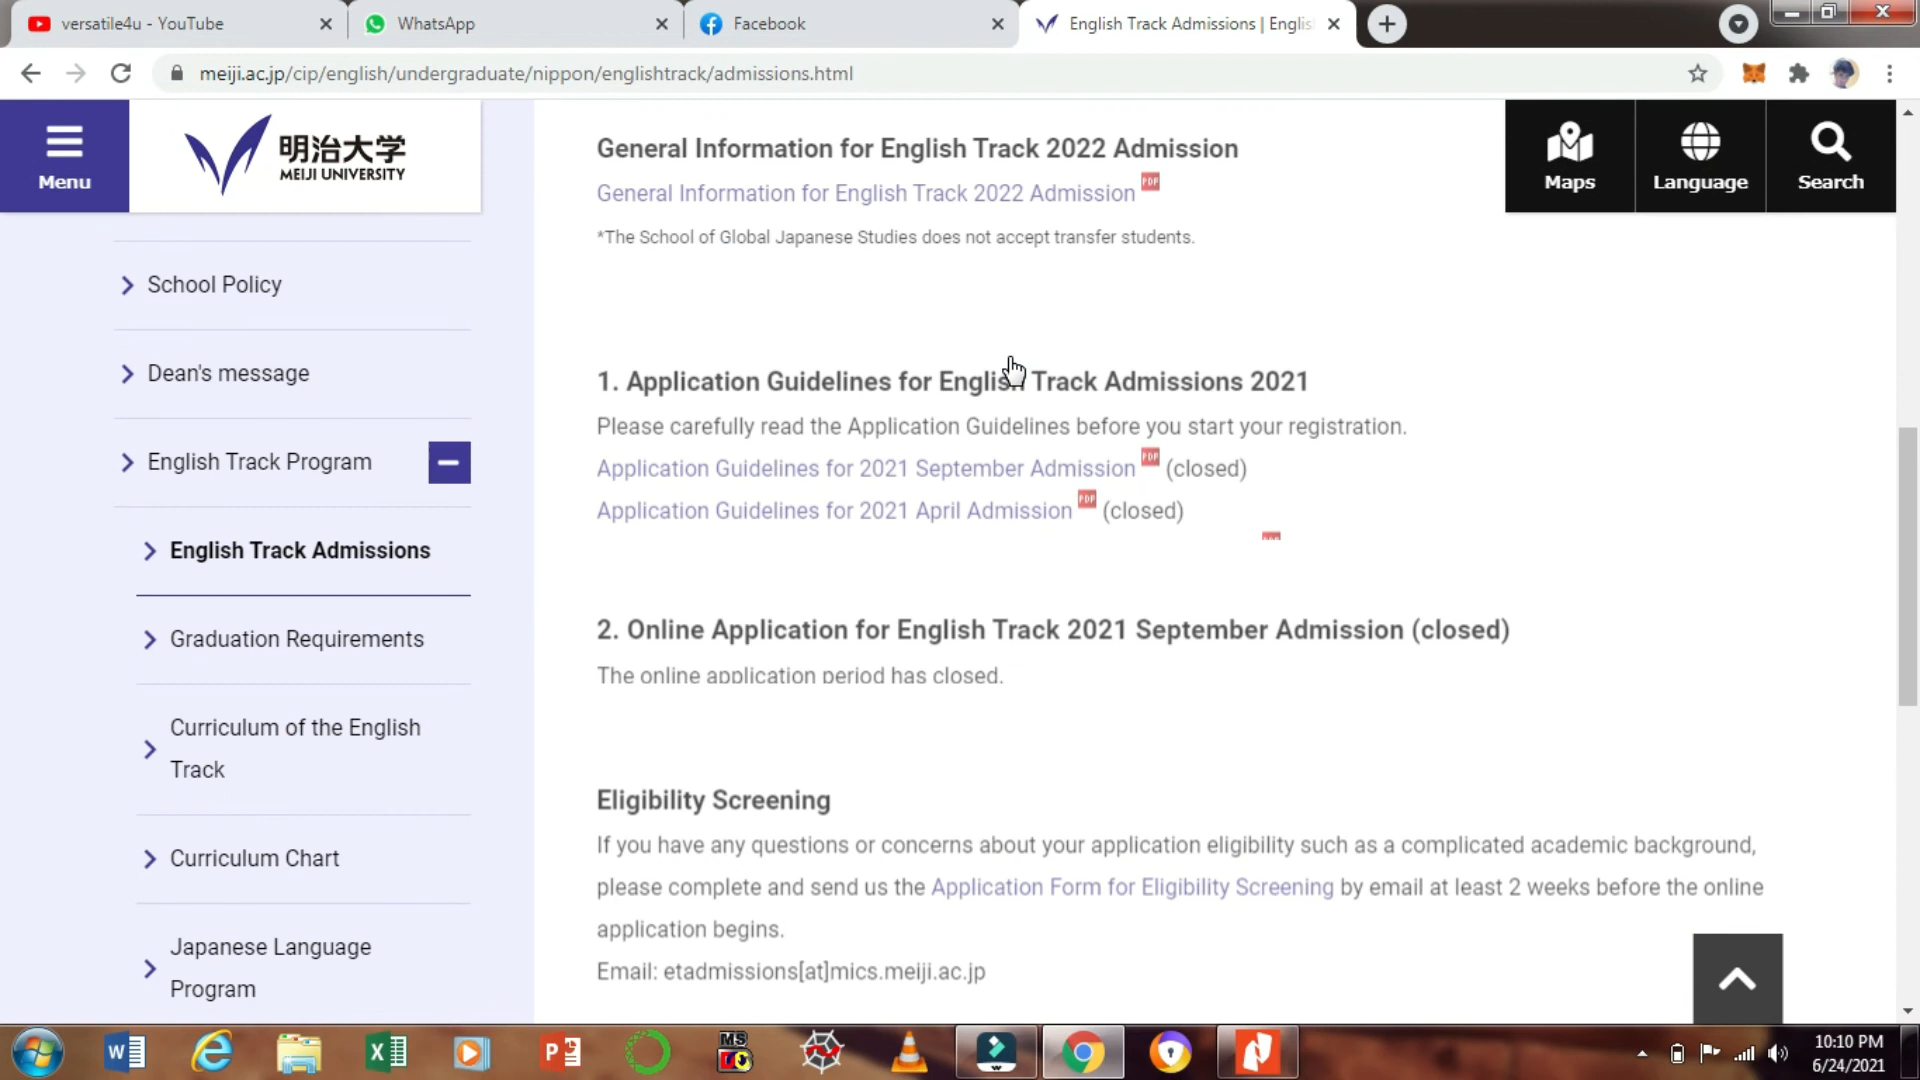 versatile4u - YouTube
WhatsApp
Facebook
English Track Admissions | Englis
meiji.ac.jp/cip/english/undergraduate/nippon/englishtrack/admissions.html
Menu
明治大学
MEIJI UNIVERSITY
Maps
Language
Search
School Policy
Dean's message
English Track Program
English Track Admissions
Graduation Requirements
Curriculum of the English
Track
Curriculum Chart
Japanese Language
Program
General Information for English Track 2022 Admission
General Information for English Track 2022 Admission PDF
*The School of Global Japanese Studies does not accept transfer students.
1. Application Guidelines for English Track Admissions 2021
Please carefully read the Application Guidelines before you start your registration.
Application Guidelines for 2021 September Admission PDF (closed)
Application Guidelines for 2021 April Admission PDF (closed)
2. Online Application for English Track 2021 September Admission (closed)
The online application period has closed.
Eligibility Screening
If you have any questions or concerns about your application eligibility such as a complicated academic background,
please complete and send us the Application Form for Eligibility Screening by email at least 2 weeks before the online
application begins.
Email: etadmissions[at]mics.meiji.ac.jp
MS
10:10 PM
6/24/2021